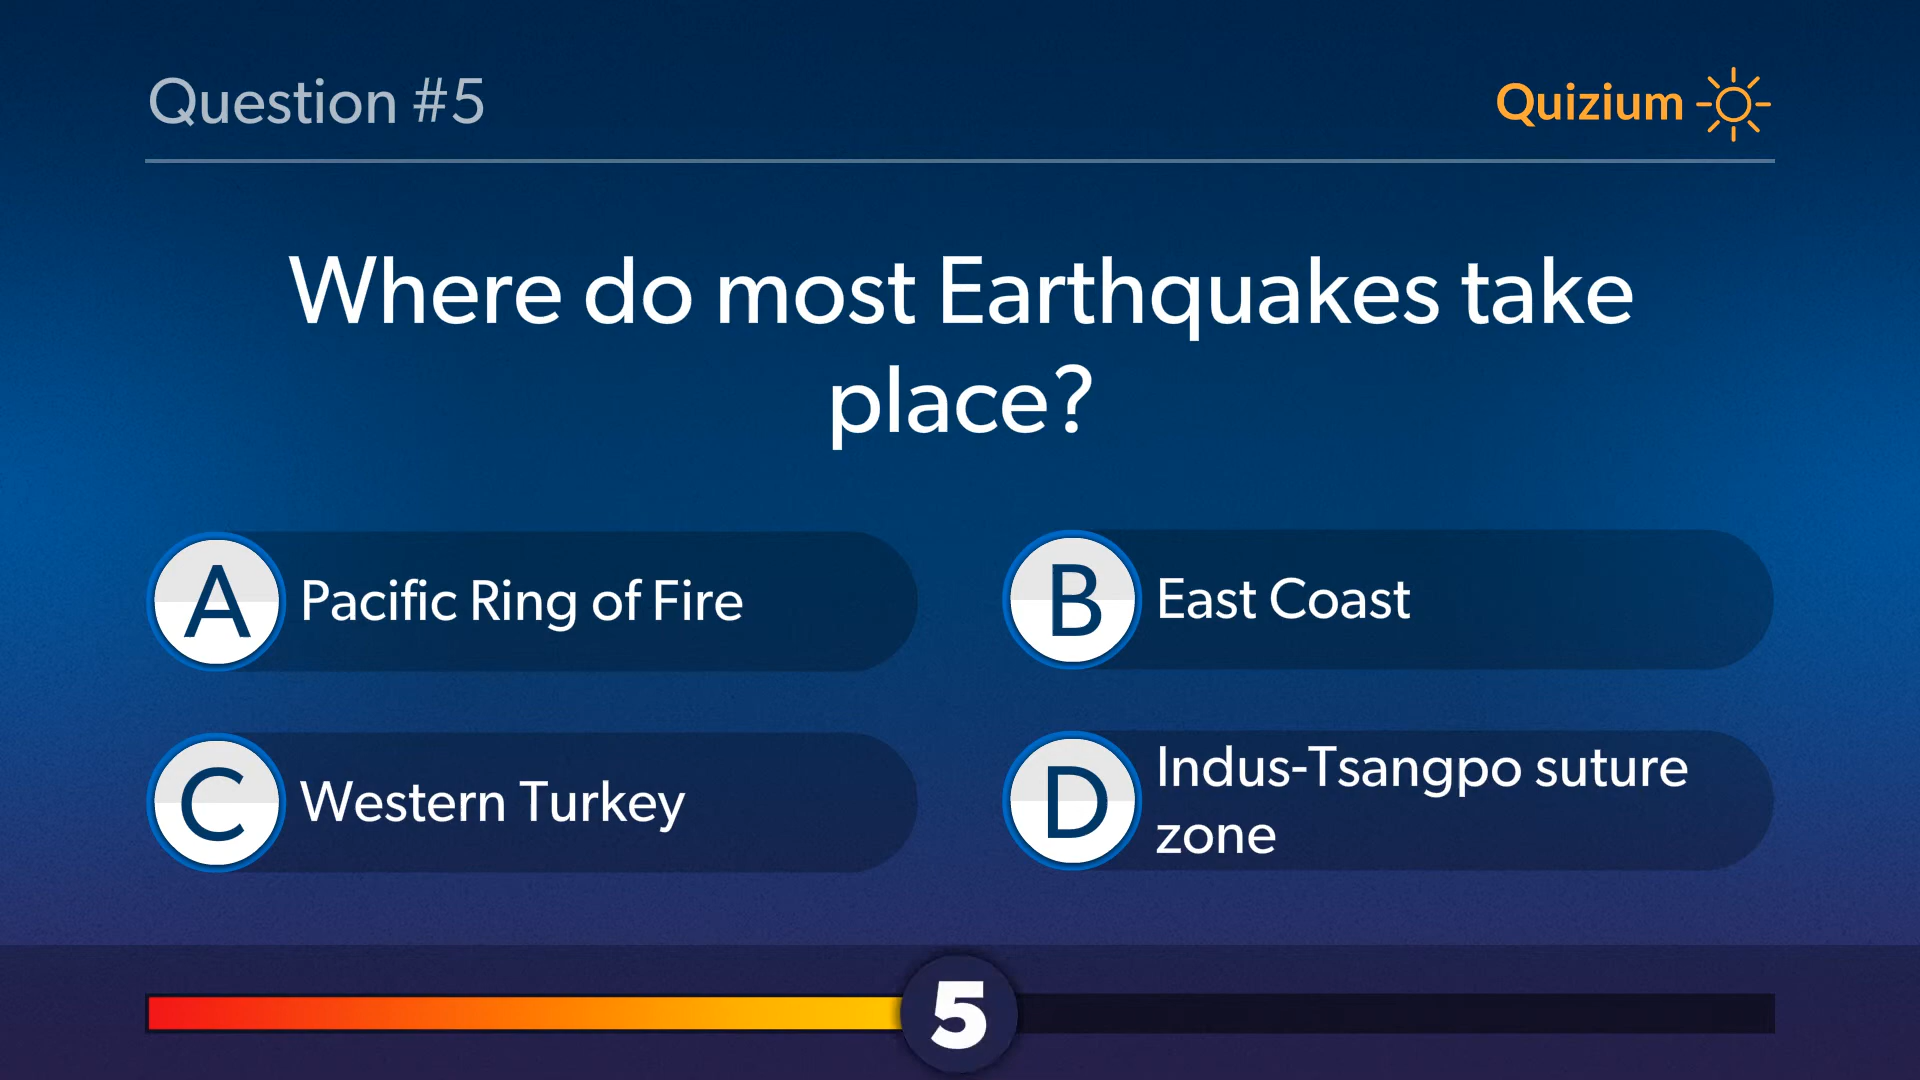 Question #5
Quizium
Where do most Earthquakes take
place?
A Pacific Ring of Fire
B East Coast
C Western Turkey
D Indus-Tsangpo suture
zone
5